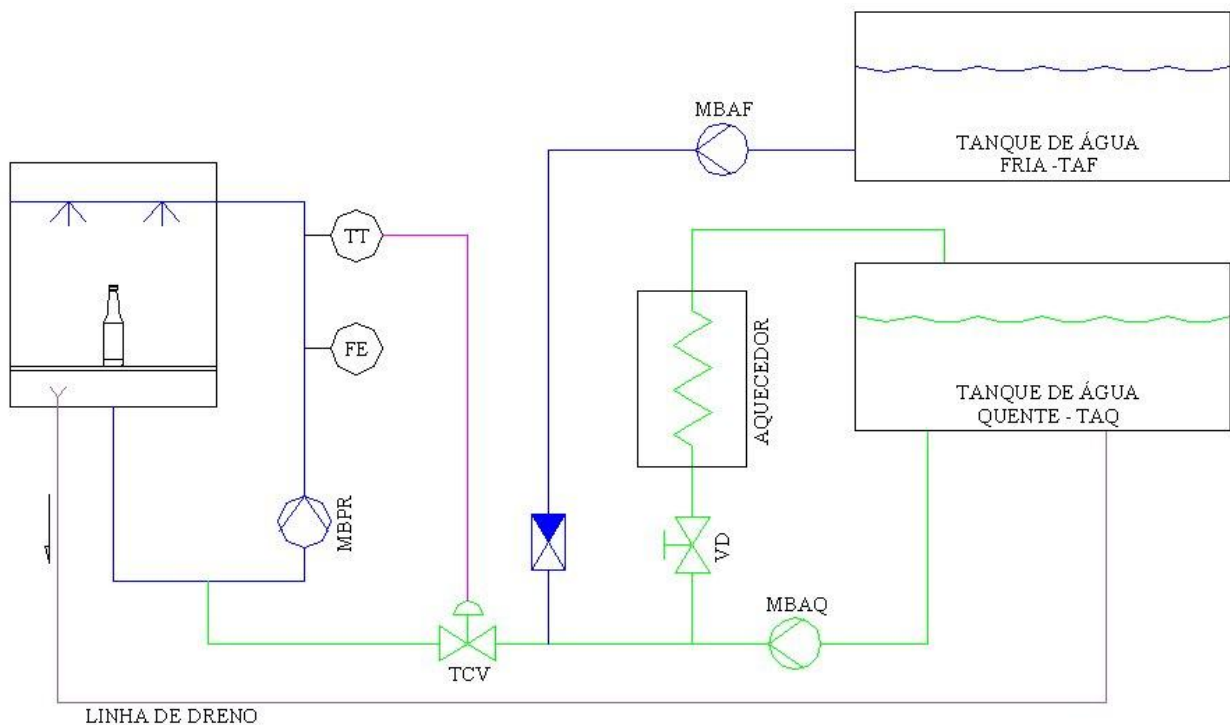 MBAF
TANQUE DE ÁGUA
FRIA -TAF
TT
FE
AQUECEDOR
TANQUE DE ÁGUA
QUENTE - TAQ
MBPR
VD
MBAQ
TCV
LINHA DE DRENO